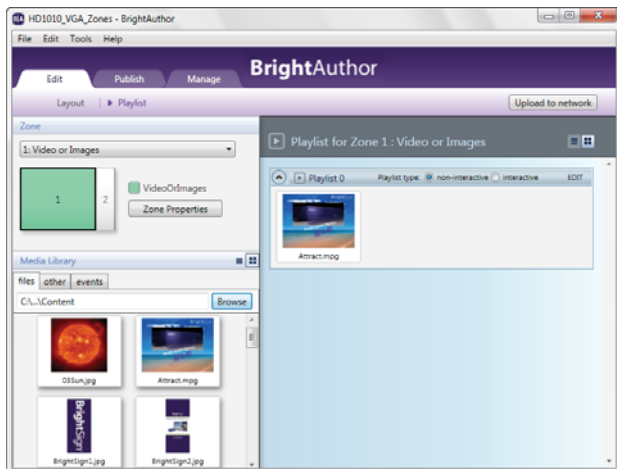 HD1010_VGA_Zones - BrightAuthor
File Edit Tools Help
BrightAuthor
Edit Publish Manage
Layout Playlist Upload to network
Zone
1: Video or Images
1 2
VideoOrImages
Zone Properties
Media Library
files other events
C:\...\Content Browse
03Sun.jpg Attract.mpg
BrightSign
BrightSign1.jpg BrightSign2.jpg
Playlist for Zone 1 : Video or Images
Playlist 0 Playlist type: non-interactive interactive EDIT
Attract.mpg